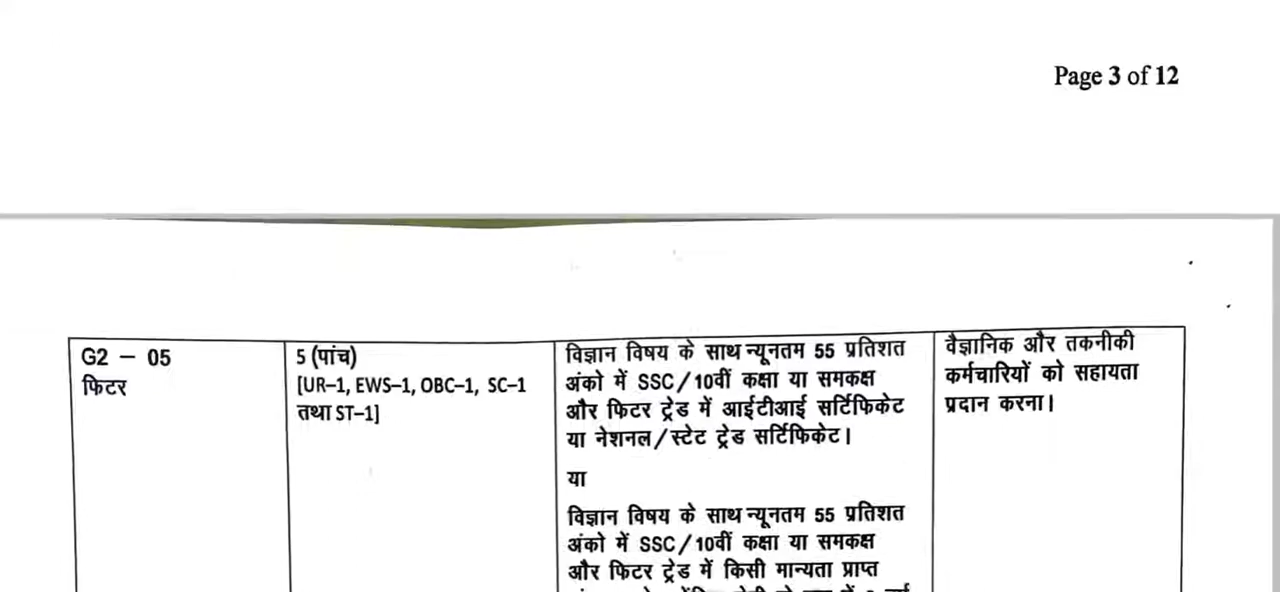 Page 3 of 12
G2 – 05
फिटर
5 (पांच)
[UR–1, EWS–1, OBC–1, SC–1
तथा ST–1]
विज्ञान विषय के साथ न्यूनतम 55 प्रतिशत
अंको में SSC/10वीं कक्षा या समकक्ष
और फिटर ट्रेड में आईटीआई सर्टिफिकेट
या नेशनल/स्टेट ट्रेड सर्टिफिकेट।
या
विज्ञान विषय के साथ न्यूनतम 55 प्रतिशत
अंको में SSC/10वीं कक्षा या समकक्ष
और फिटर ट्रेड में किसी मान्यता प्राप्त
वैज्ञानिक और तकनीकी
कर्मचारियों को सहायता
प्रदान करना।